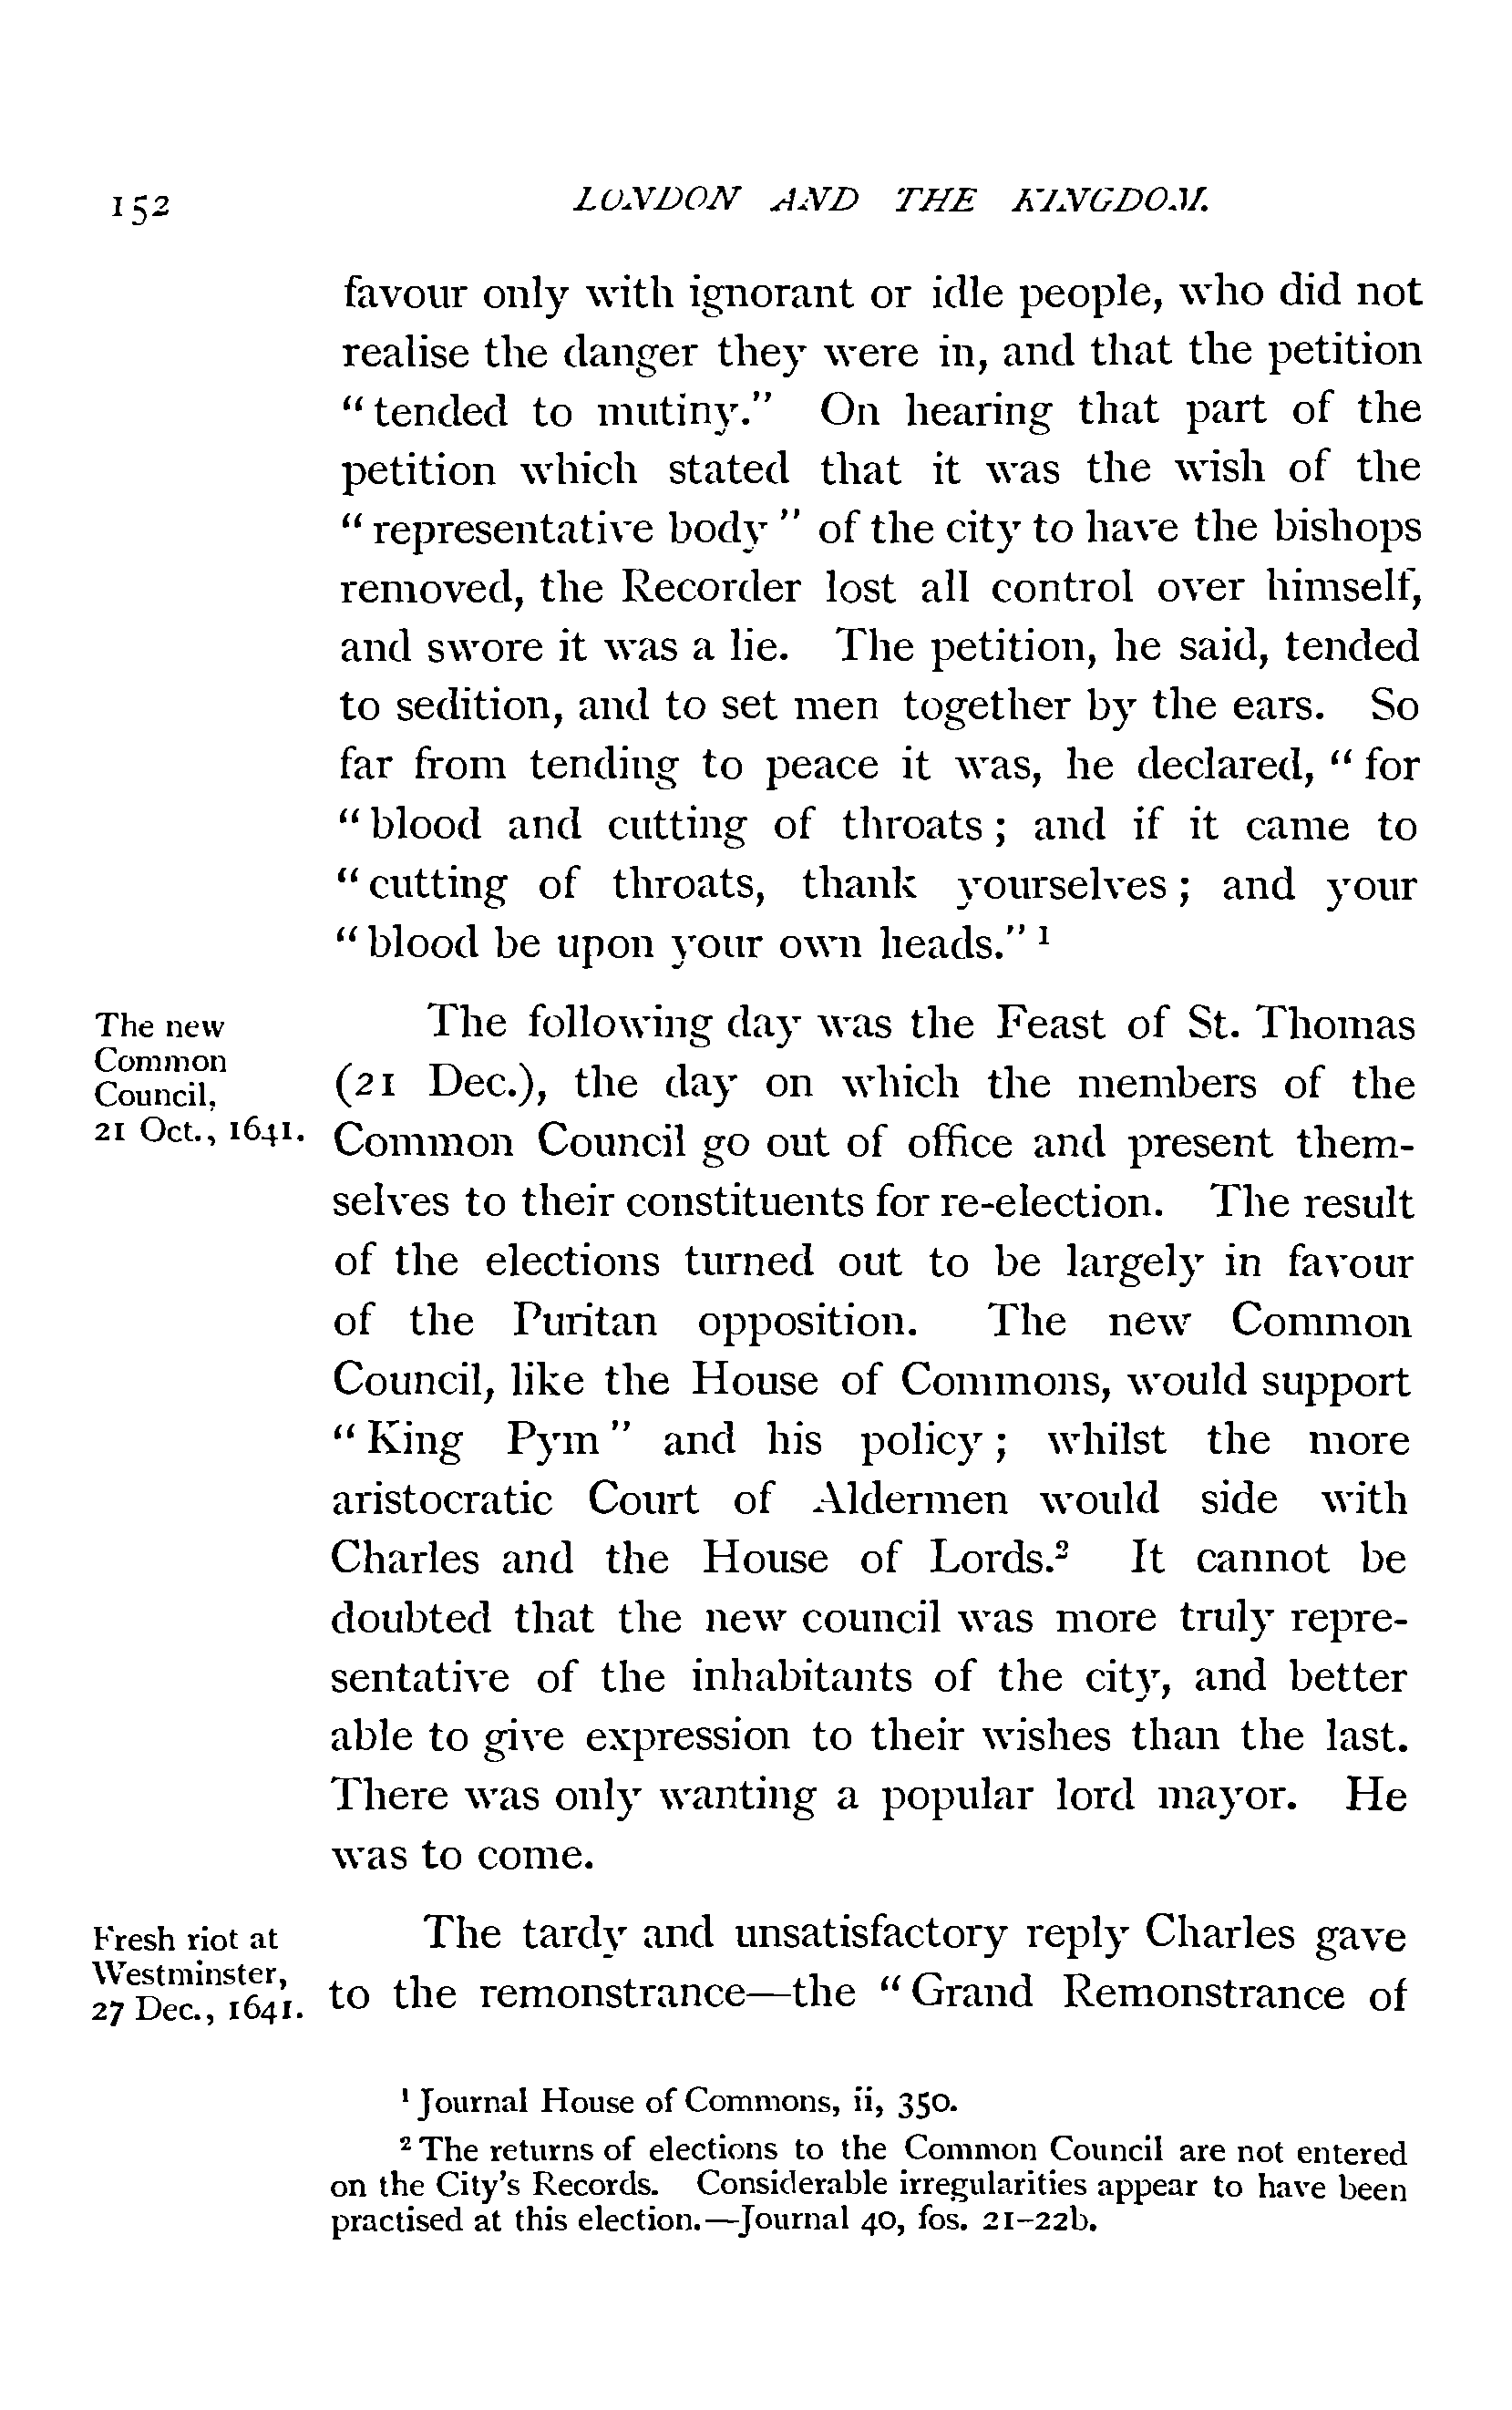 152
LONDON AND THE KINGDOM.
favour only with ignorant or idle people, who did not
realise the danger they were in, and that the petition
“tended to mutiny.” On hearing that part of the
petition which stated that it was the wish of the
“representative body” of the city to have the bishops
removed, the Recorder lost all control over himself,
and swore it was a lie. The petition, he said, tended
to sedition, and to set men together by the ears. So
far from tending to peace it was, he declared, “for
“blood and cutting of throats; and if it came to
“cutting of throats, thank yourselves; and your
“blood be upon your own heads.” ¹
The new
Common
Council,
21 Oct., 1641.
The following day was the Feast of St. Thomas
(21 Dec.), the day on which the members of the
Common Council go out of office and present them-
selves to their constituents for re-election. The result
of the elections turned out to be largely in favour
of the Puritan opposition. The new Common
Council, like the House of Commons, would support
“King Pym” and his policy; whilst the more
aristocratic Court of Aldermen would side with
Charles and the House of Lords.² It cannot be
doubted that the new council was more truly repre-
sentative of the inhabitants of the city, and better
able to give expression to their wishes than the last.
There was only wanting a popular lord mayor. He
was to come.
Fresh riot at
Westminster,
27 Dec., 1641.
The tardy and unsatisfactory reply Charles gave
to the remonstrance—the “Grand Remonstrance of
¹ Journal House of Commons, ii, 350.
² The returns of elections to the Common Council are not entered
on the City’s Records. Considerable irregularities appear to have been
practised at this election.—Journal 40, fos. 21–22b.